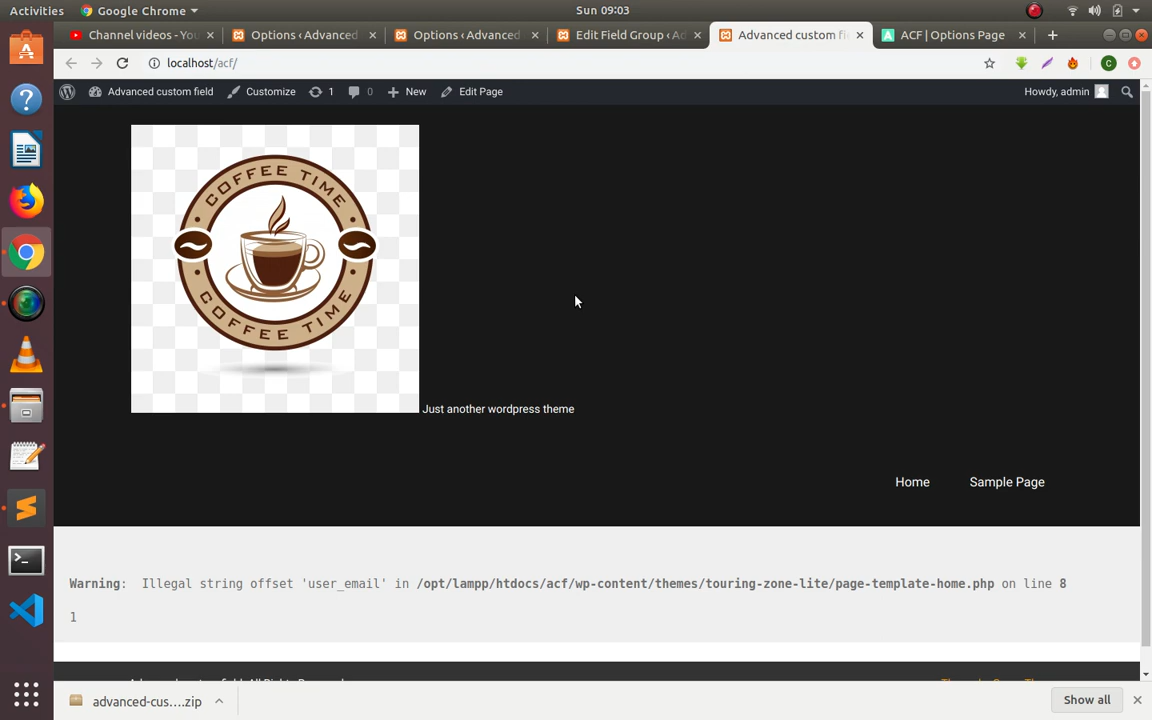 Activities
Google Chrome
Sun 09:03
Channel videos - You
Options ‹ Advanced
Options ‹ Advanced
Edit Field Group ‹ Ad
Advanced custom fi
ACF | Options Page
localhost/acf/
Advanced custom field
Customize
1
0
New
Edit Page
Howdy, admin
C
COFFEE TIME
COFFEE TIME
Just another wordpress theme
Home
Sample Page
Warning: Illegal string offset 'user_email' in /opt/lampp/htdocs/acf/wp-content/themes/touring-zone-lite/page-template-home.php on line 8
1
advanced-cus....zip
Show all